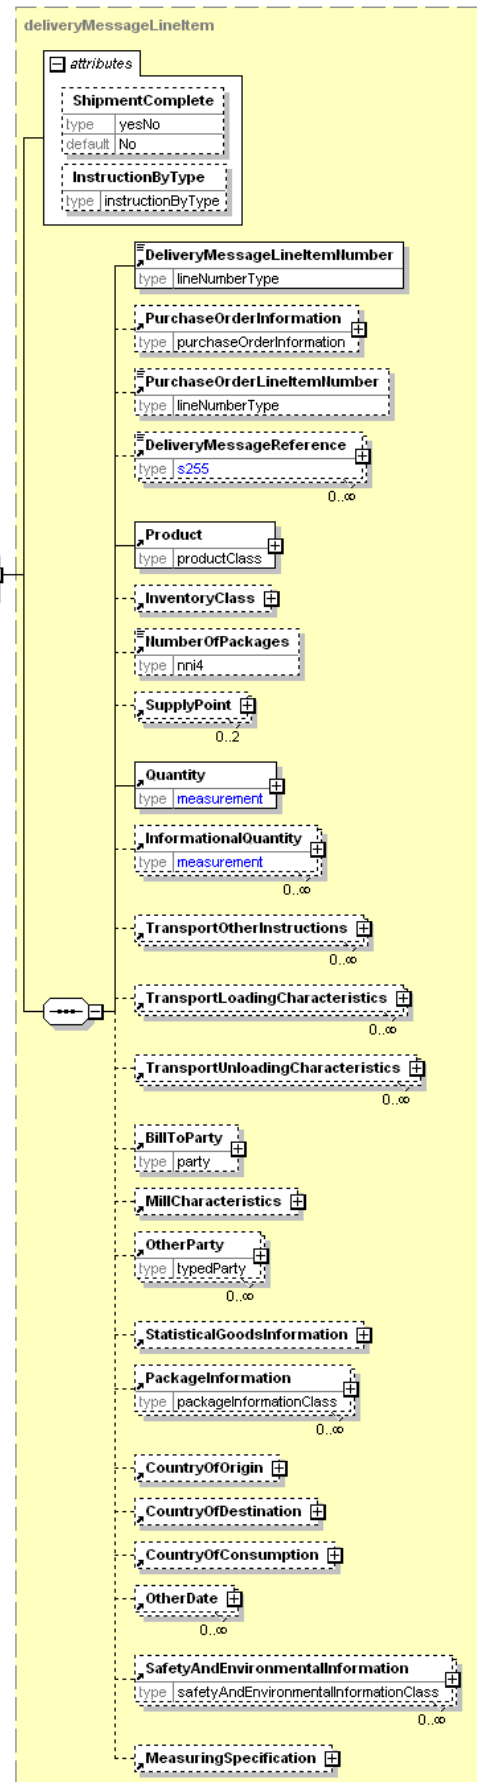 deliveryMessageLineItem
attributes
ShipmentComplete
type yesNo
default No
InstructionByType
type instructionByType
DeliveryMessageLineItemNumber
type lineNumberType
PurchaseOrderInformation
type purchaseOrderInformation
PurchaseOrderLineItemNumber
type lineNumberType
DeliveryMessageReference
type s255
0..∞
Product
type productClass
InventoryClass
NumberOfPackages
type nni4
SupplyPoint
0..2
Quantity
type measurement
InformationalQuantity
type measurement
0..∞
TransportOtherInstructions
0..∞
TransportLoadingCharacteristics
0..∞
TransportUnloadingCharacteristics
0..∞
BillToParty
type party
MillCharacteristics
OtherParty
type typedParty
0..∞
StatisticalGoodsInformation
PackageInformation
type packageInformationClass
0..∞
CountryOfOrigin
CountryOfDestination
CountryOfConsumption
OtherDate
0..∞
SafetyAndEnvironmentalInformation
type safetyAndEnvironmentalInformationClass
0..∞
MeasuringSpecification